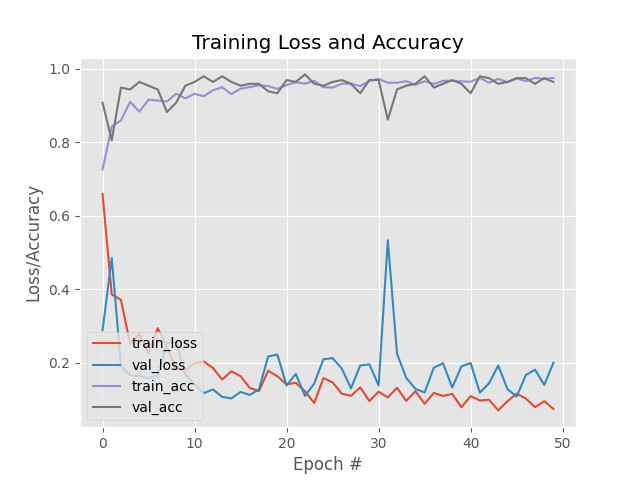 Training Loss and Accuracy
Loss/Accuracy
1.0
0.8
0.6
0.4
0.2
train_loss
val_loss
train_acc
val_acc
0
10
20
30
40
50
Epoch #